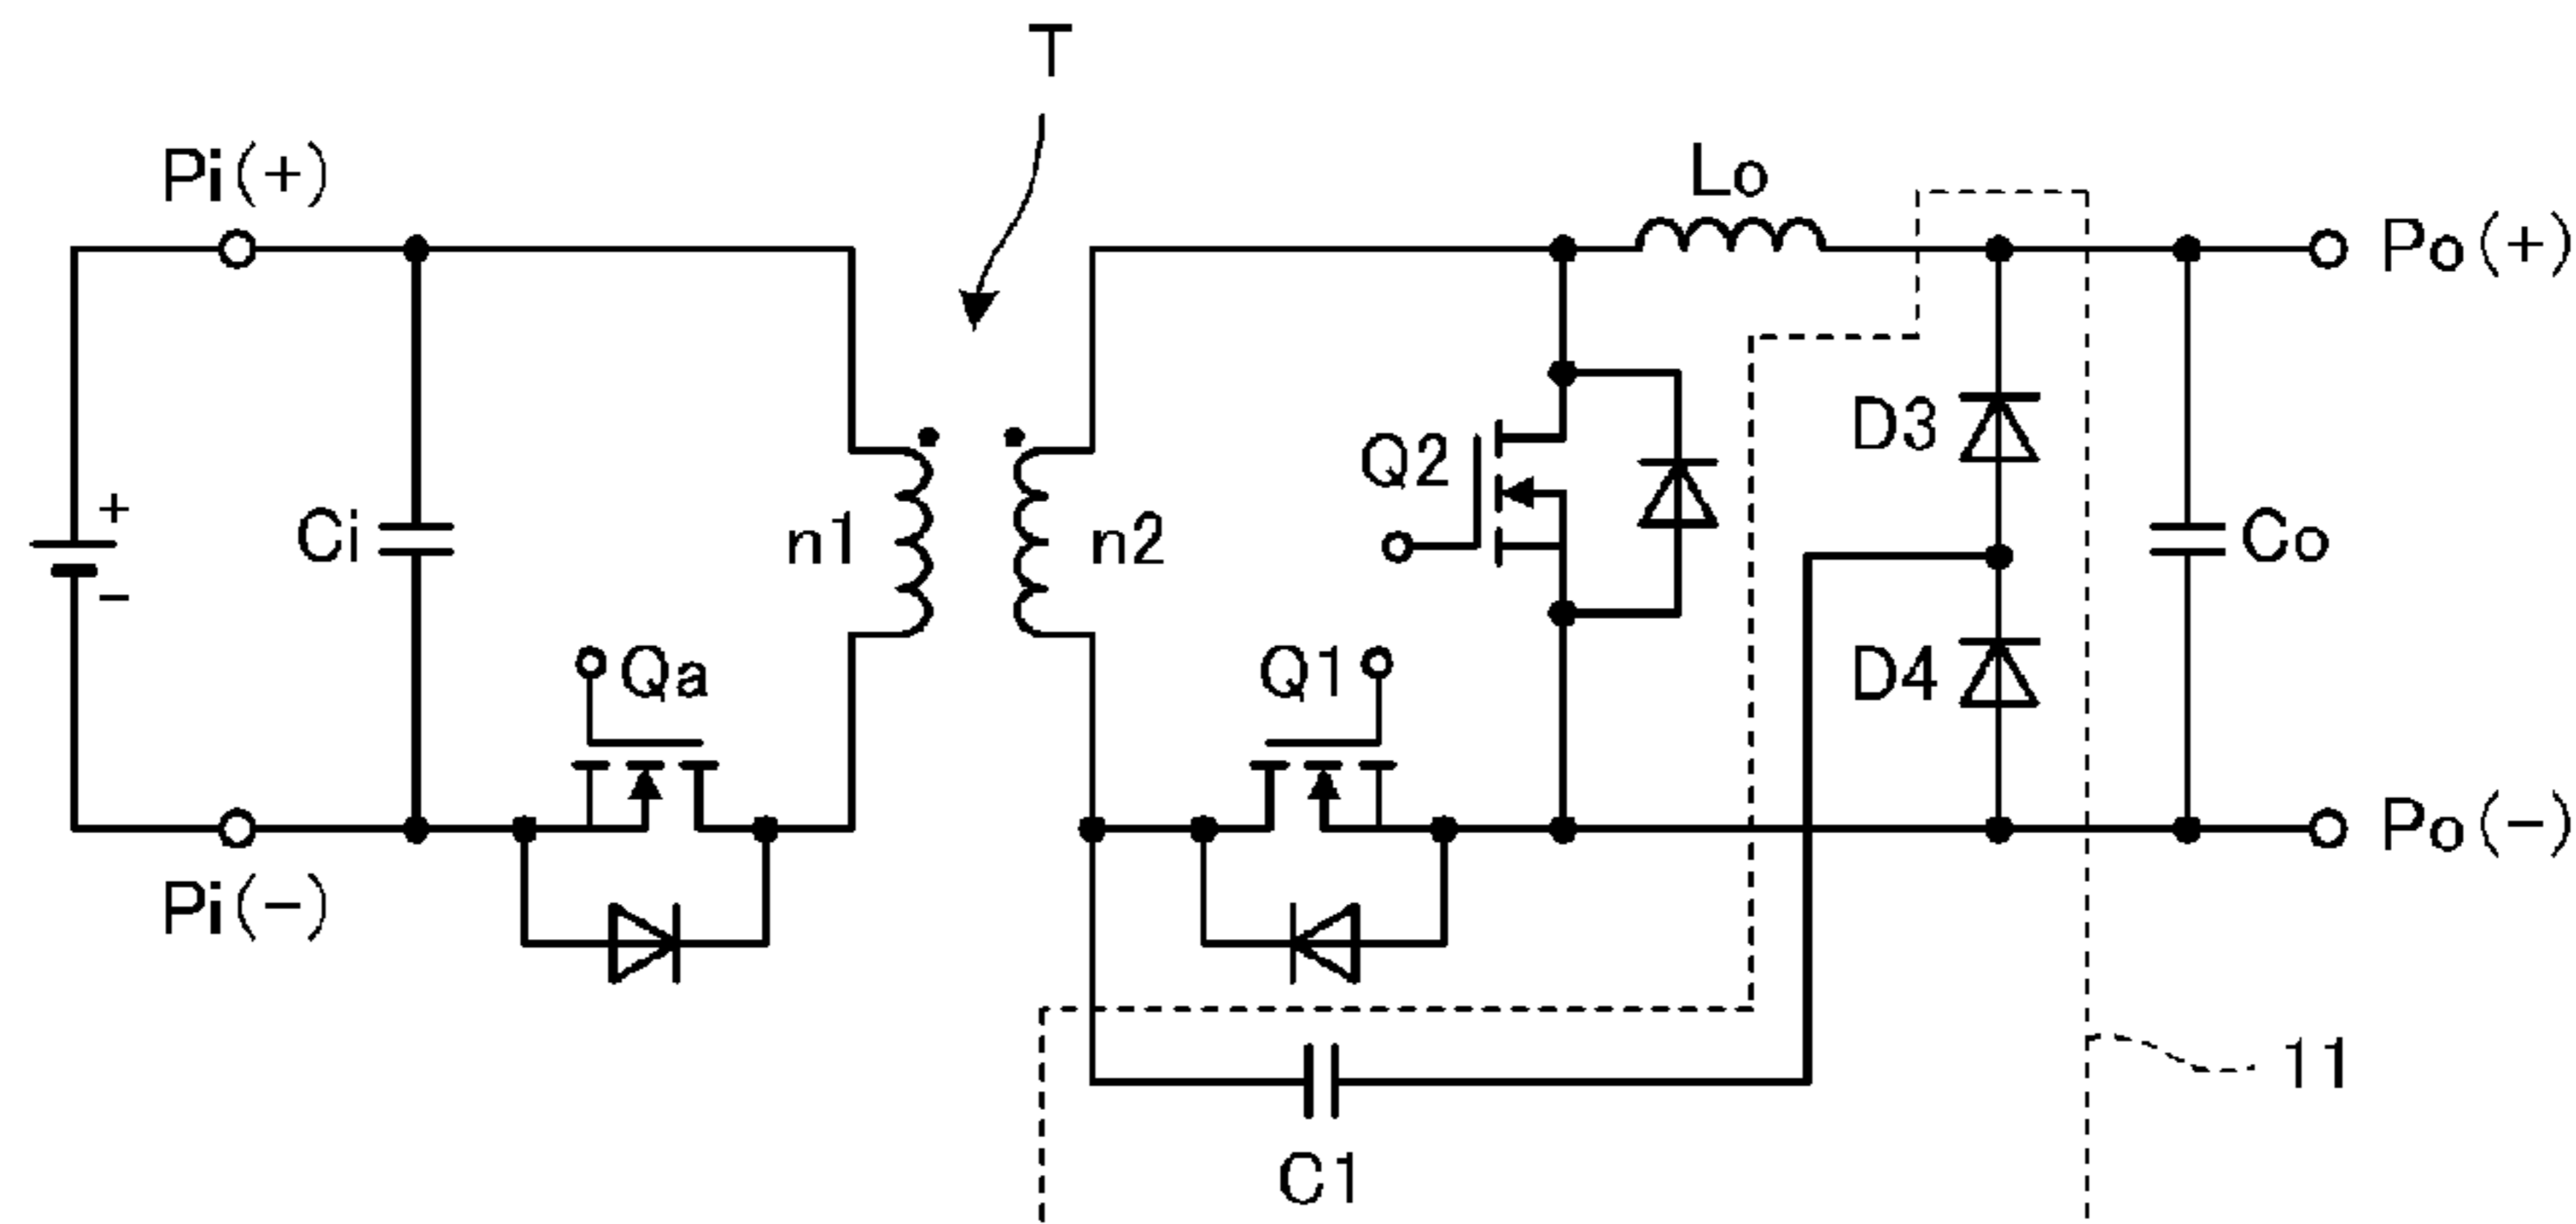 T
Pi(+)
Lo
Po(+)
+
-
Ci
n1
n2
Q2
D3
Co
Qa
Q1
D4
Pi(-)
Po(-)
11
C1